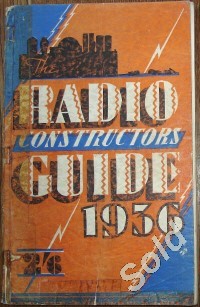 The
RADIO
CONSTRUCTORS
GUIDE
1936
2/6
Sold